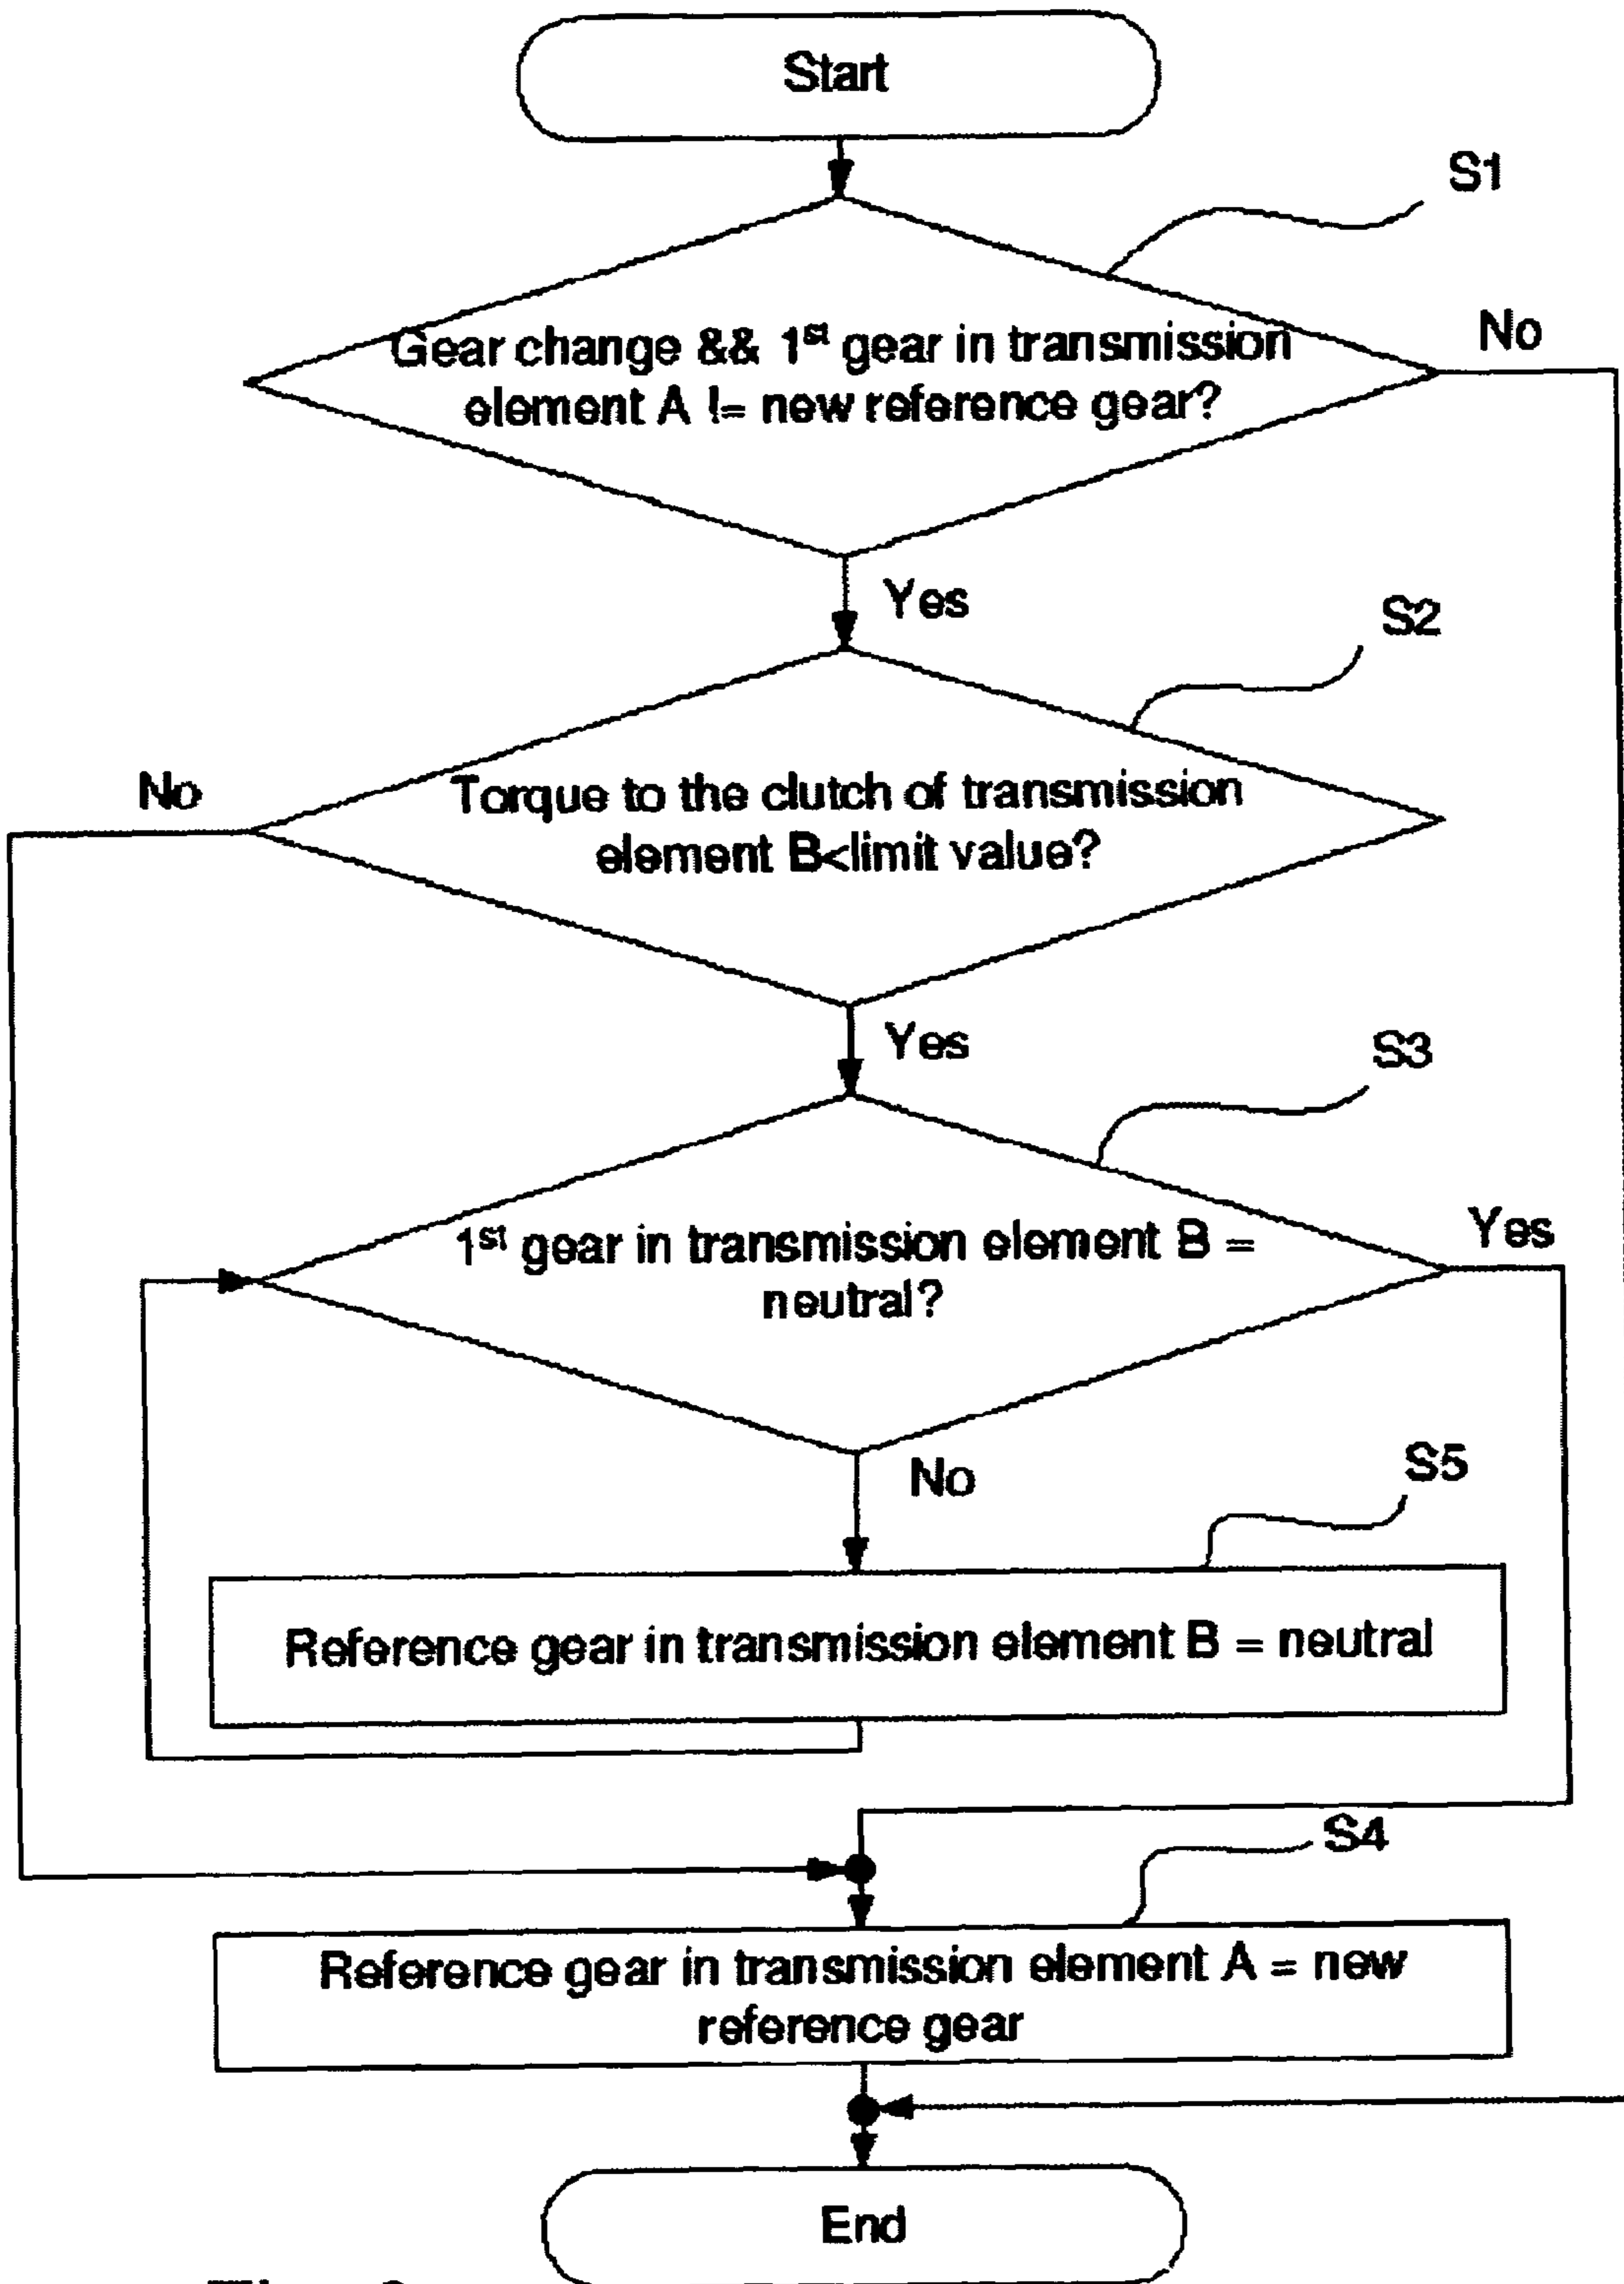 Start
S1
Gear change && 1st gear in transmission
element A != new reference gear?
No
Yes
S2
No
Torque to the clutch of transmission
element B<limit value?
Yes
S3
1st gear in transmission element B =
neutral?
Yes
No
S5
Reference gear in transmission element B = neutral
S4
Reference gear in transmission element A = new
reference gear
End